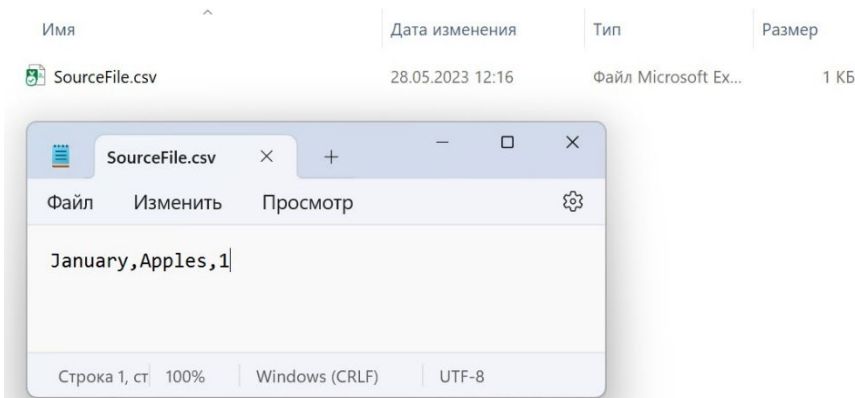 Имя Дата изменения Тип Размер
SourceFile.csv 28.05.2023 12:16 Файл Microsoft Ex... 1 КБ
SourceFile.csv
Файл Изменить Просмотр
January,Apples,1
Строка 1, ст 100% Windows (CRLF) UTF-8